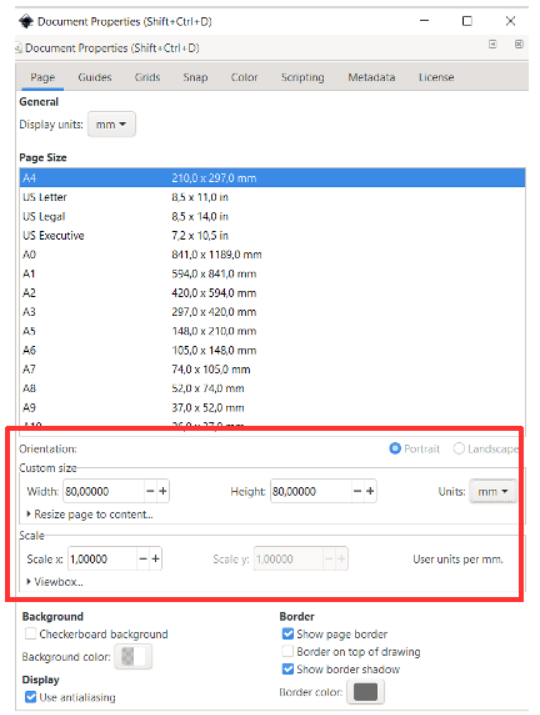 Document Properties (Shift+Ctrl+D)
Document Properties (Shift+Ctrl+D)
Page Guides Grids Snap Color Scripting Metadata License
General
Display units: mm
Page Size
A4 210,0 x 297,0 mm
US Letter 8,5 x 11,0 in
US Legal 8,5 x 14,0 in
US Executive 7,2 x 10,5 in
A0 841,0 x 1189,0 mm
A1 594,0 x 841,0 mm
A2 420,0 x 594,0 mm
A3 297,0 x 420,0 mm
A5 148,0 x 210,0 mm
A6 105,0 x 148,0 mm
A7 74,0 x 105,0 mm
A8 52,0 x 74,0 mm
A9 37,0 x 52,0 mm
A10 26,0 x 37,0 mm
Orientation: Portrait Landscape
Custom size
Width: 80,00000 Height: 80,00000 Units: mm
Resize page to content...
Scale
Scale x: 1,00000 Scale y: 1,00000 User units per mm.
Viewbox...
Background Border
Checkerboard background Show page border
Border on top of drawing
Background color:
Show border shadow
Display
Border color:
Use antialiasing